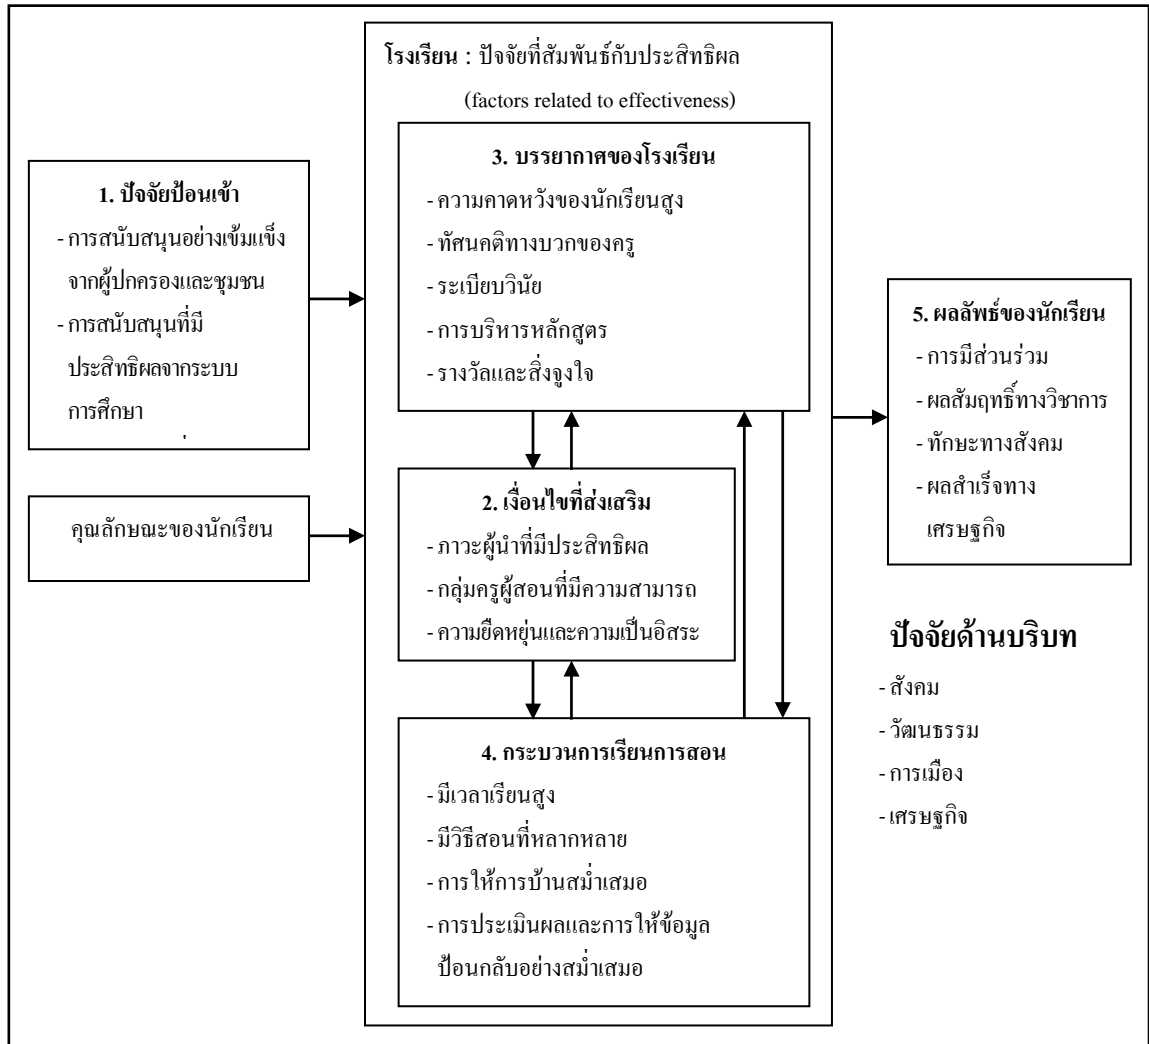 โรงเรียน : ปัจจัยที่สัมพันธ์กับประสิทธิผล
(factors related to effectiveness)
1. ปัจจัยป้อนเข้า
- การสนับสนุนอย่างเข้มแข็ง
จากผู้ปกครองและชุมชน
- การสนับสนุนที่มี
ประสิทธิผลจากระบบ
การศึกษา
คุณลักษณะของนักเรียน
3. บรรยากาศของโรงเรียน
- ความคาดหวังของนักเรียนสูง
- ทัศนคติทางบวกของครู
- ระเบียบวินัย
- การบริหารหลักสูตร
- รางวัลและสิ่งจูงใจ
2. เงื่อนไขที่ส่งเสริม
- ภาวะผู้นำที่มีประสิทธิผล
- กลุ่มครูผู้สอนที่มีความสามารถ
- ความยืดหยุ่นและความเป็นอิสระ
4. กระบวนการเรียนการสอน
- มีเวลาเรียนสูง
- มีวิธีสอนที่หลากหลาย
- การให้การบ้านสม่ำเสมอ
- การประเมินผลและการให้ข้อมูล
ป้อนกลับอย่างสม่ำเสมอ
5. ผลลัพธ์ของนักเรียน
- การมีส่วนร่วม
- ผลสัมฤทธิ์ทางวิชาการ
- ทักษะทางสังคม
- ผลสำเร็จทาง
เศรษฐกิจ
ปัจจัยด้านบริบท
- สังคม
- วัฒนธรรม
- การเมือง
- เศรษฐกิจ